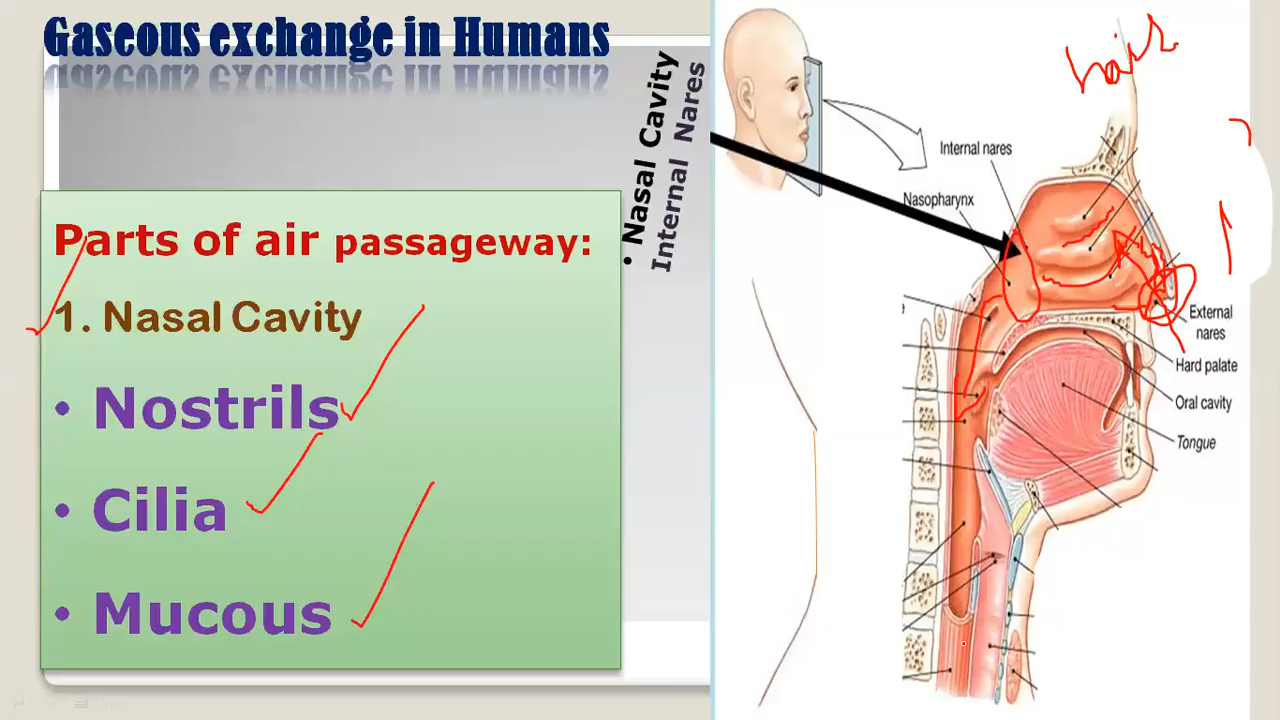 Gaseous exchange in Humans
Parts of air passageway:
1. Nasal Cavity
• Nostrils
• Cilia
• Mucous
• Nasal Cavity
Internal Nares
hair
Internal nares
Nasopharynx
External
nares
Hard palate
Oral cavity
Tongue